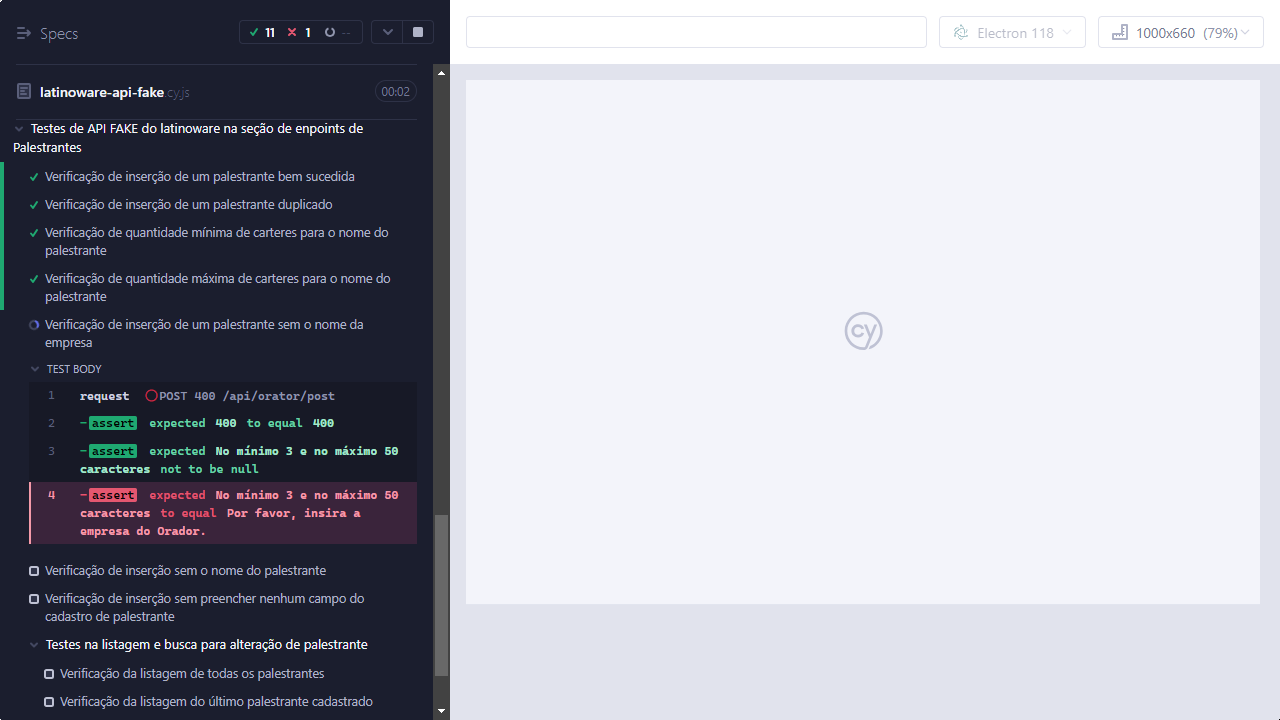 Specs
11 1 --
Electron 118
1000x660 (79%)
latinoware-api-fake.cy.js 00:02
Testes de API FAKE do latinoware na seção de enpoints de
Palestrantes
Verificação de inserção de um palestrante bem sucedida
Verificação de inserção de um palestrante duplicado
Verificação de quantidade mínima de carteres para o nome do
palestrante
Verificação de quantidade máxima de carteres para o nome do
palestrante
Verificação de inserção de um palestrante sem o nome da
empresa
TEST BODY
1 request POST 400 /api/orator/post
2 -assert expected 400 to equal 400
3 -assert expected No mínimo 3 e no máximo 50
caracteres not to be null
4 -assert expected No mínimo 3 e no máximo 50
caracteres to equal Por favor, insira a
empresa do Orador.
Verificação de inserção sem o nome do palestrante
Verificação de inserção sem preencher nenhum campo do
cadastro de palestrante
Testes na listagem e busca para alteração de palestrante
Verificação da listagem de todas os palestrantes
Verificação da listagem do último palestrante cadastrado
cy